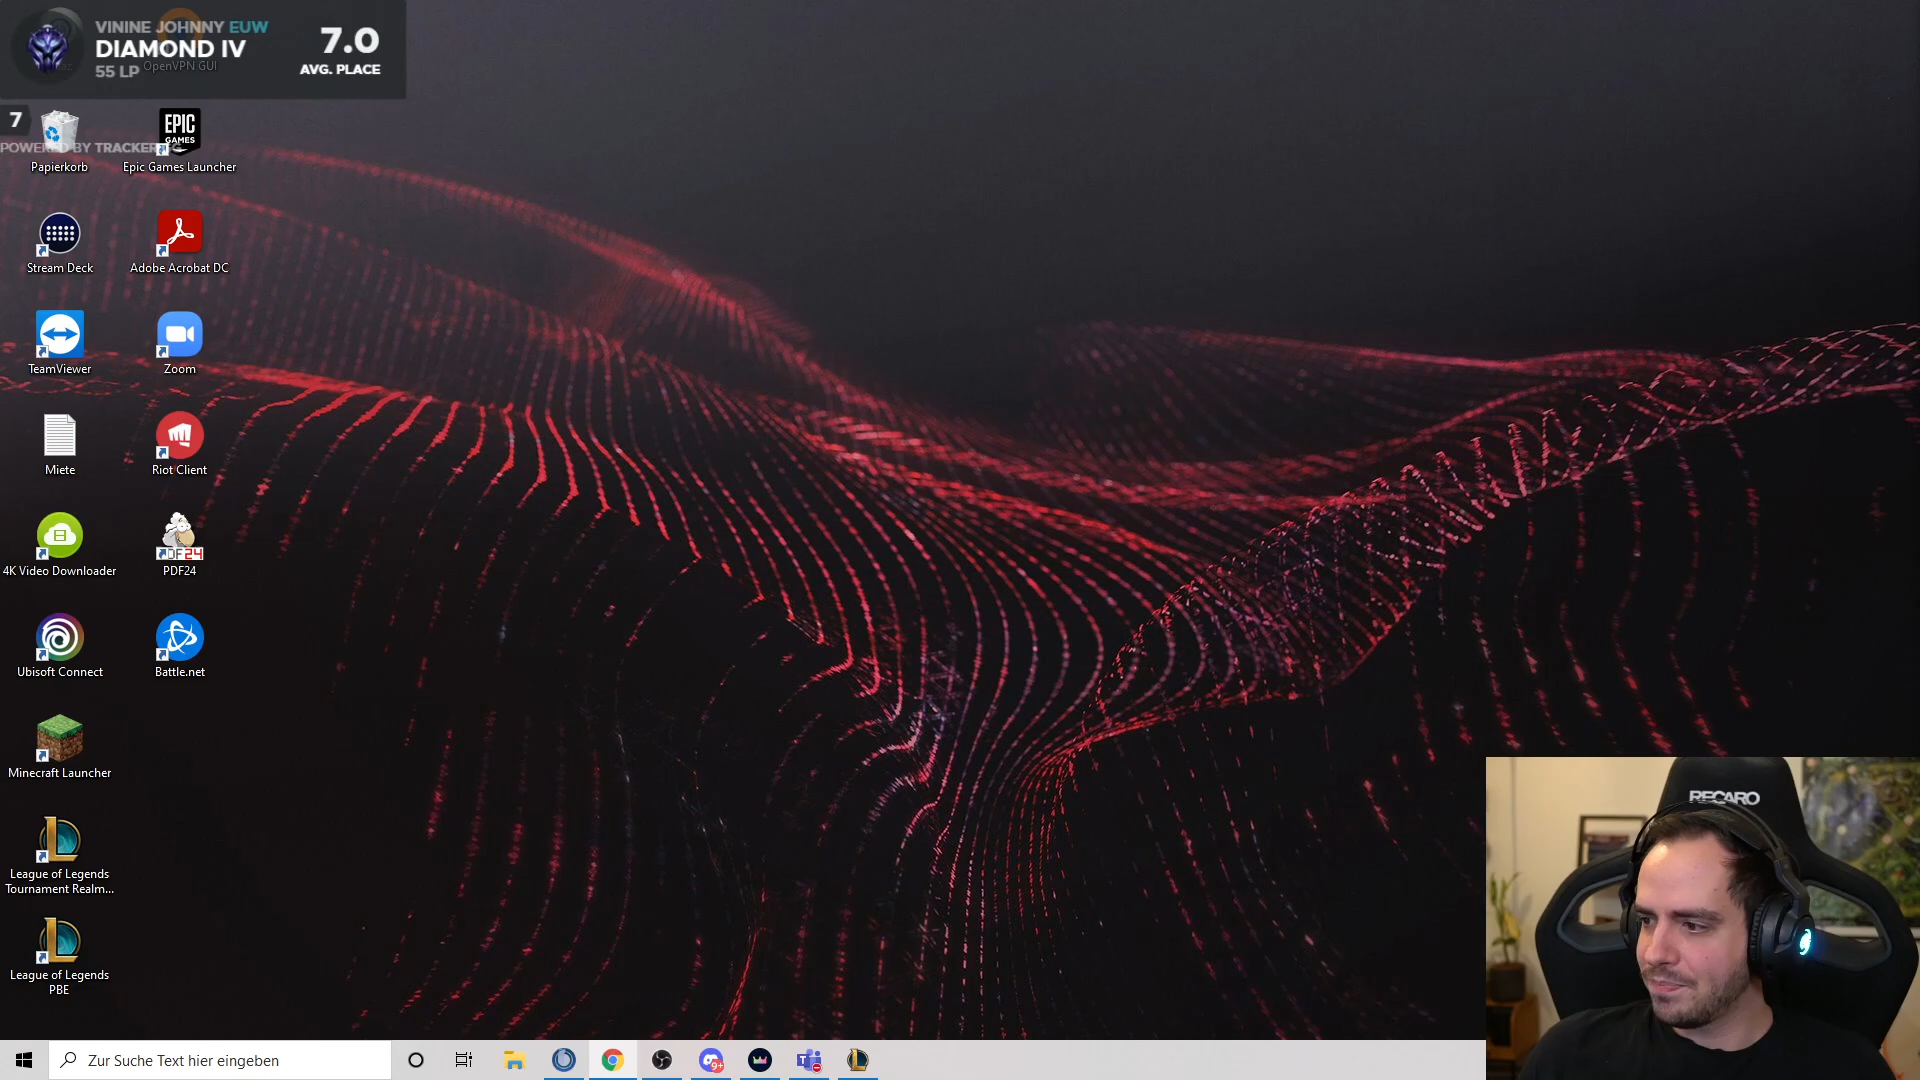 VININE JOHNNY EUW
DIAMOND IV
55 LP
OpenVPN GUI
7.0
AVG. PLACE
7
POWERED BY TRACKER
Papierkorb
EPIC
GAMES
Epic Games Launcher
Stream Deck
Adobe Acrobat DC
TeamViewer
Zoom
Miete
Riot Client
4K Video Downloader
PDF24
PDF24
Ubisoft Connect
Battle.net
Minecraft Launcher
League of Legends
Tournament Realm...
League of Legends
PBE
RECARO
Zur Suche Text hier eingeben
9+
T